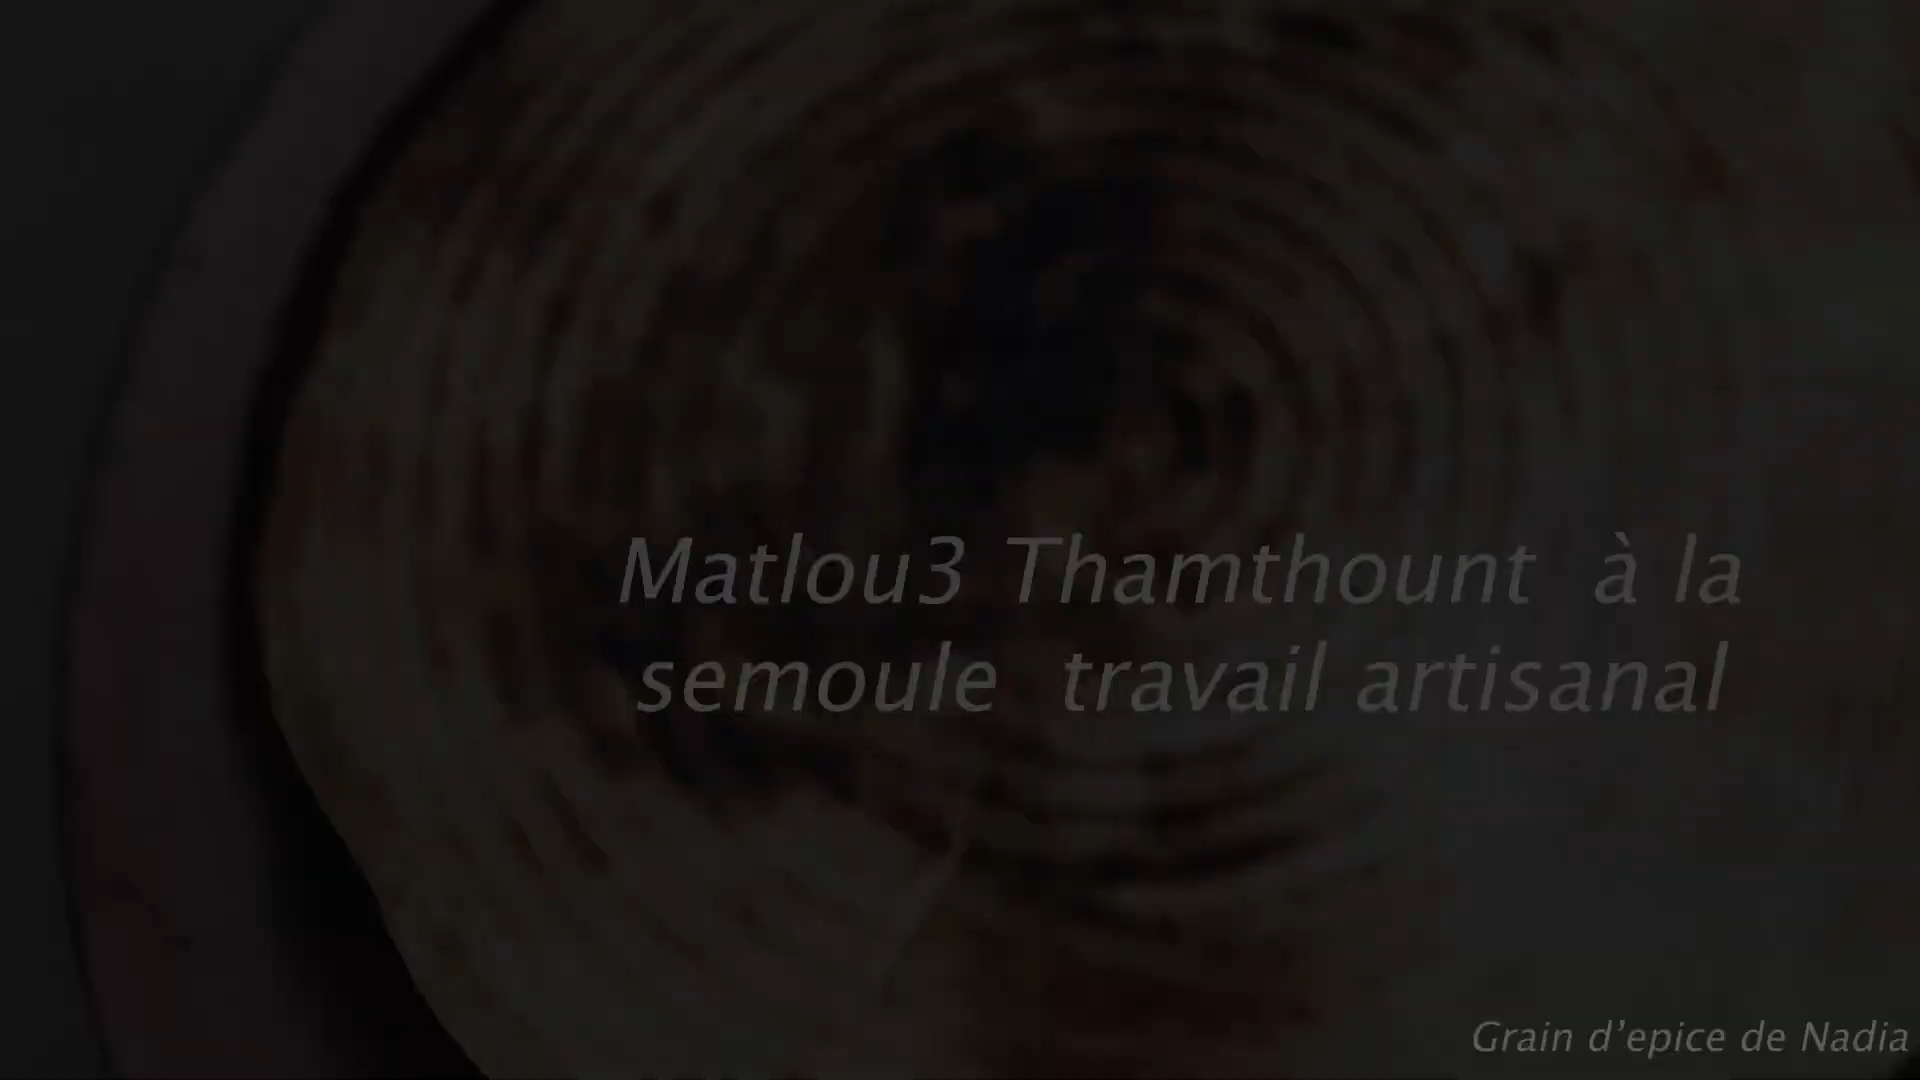 Matlou3 Thamthount à la
semoule travail artisanal
Grain d’epice de Nadia